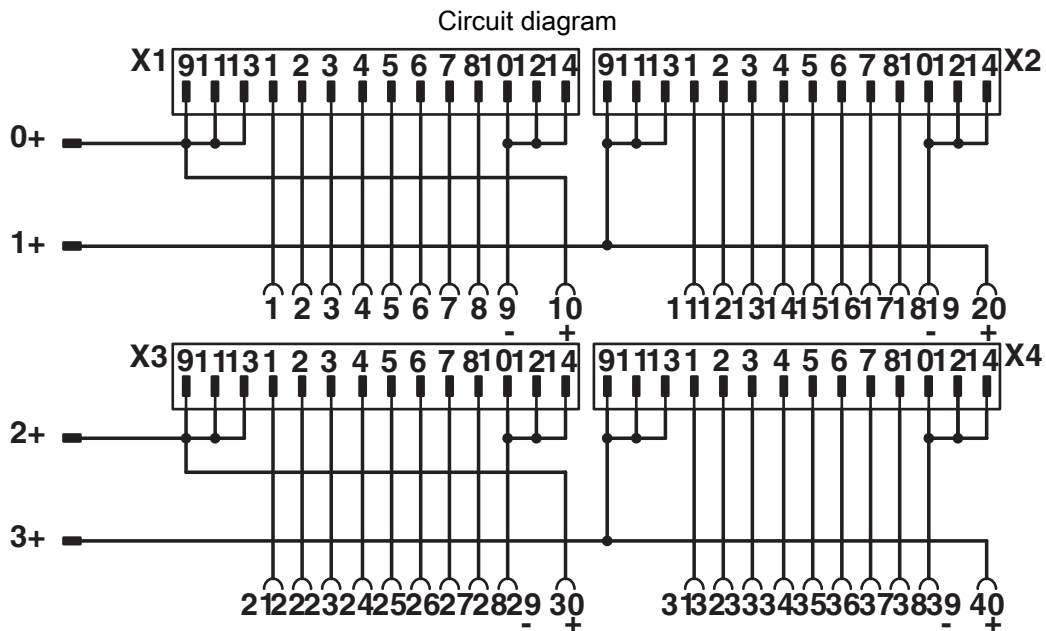 Circuit diagram
X1 9 11 13 1 2 3 4 5 6 7 8 10 12 14 9 11 13 1 2 3 4 5 6 7 8 10 12 14 X2
0+
1+
1 2 3 4 5 6 7 8 9 10 11 12 13 14 15 16 17 18 19 20
- + - +
X3 9 11 13 1 2 3 4 5 6 7 8 10 12 14 9 11 13 1 2 3 4 5 6 7 8 10 12 14 X4
2+
3+
21 22 23 24 25 26 27 28 29 30 31 32 33 34 35 36 37 38 39 40
- + - +